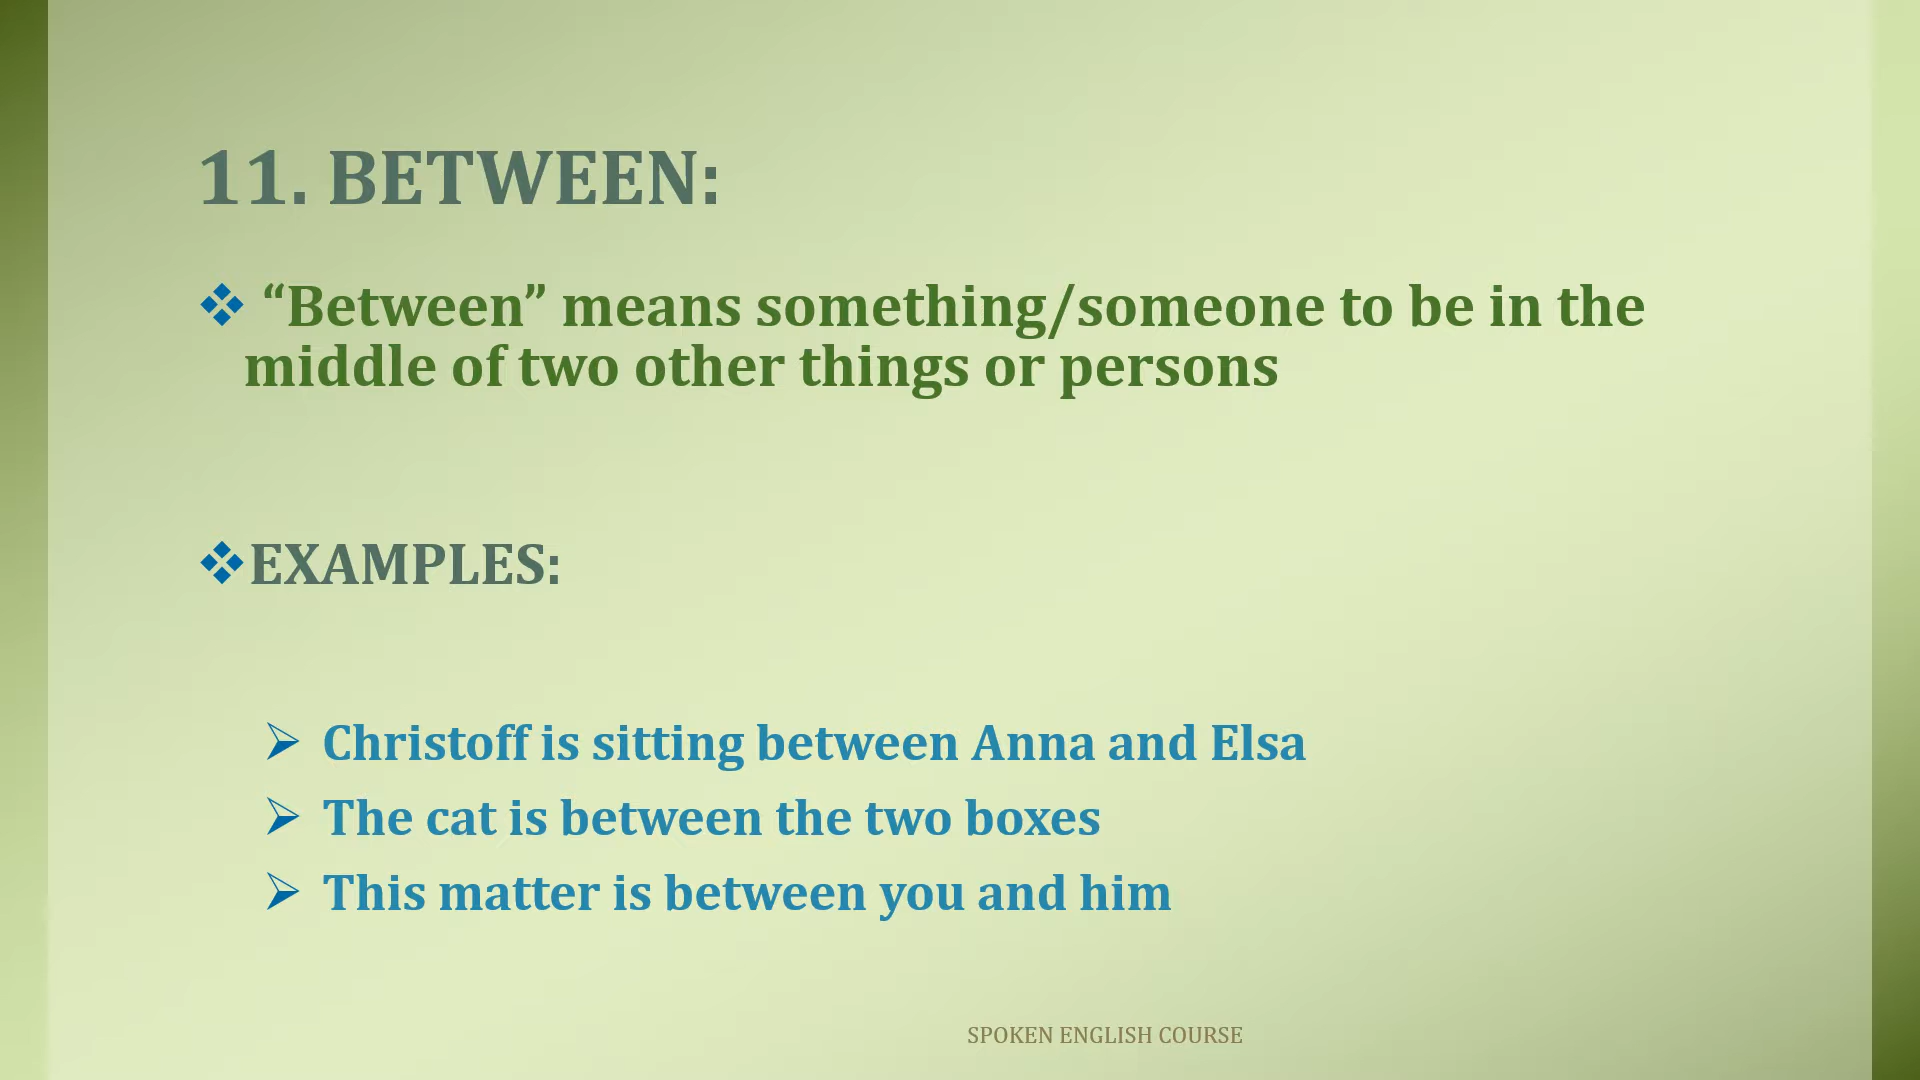 11. BETWEEN:
“Between” means something/someone to be in the
middle of two other things or persons
EXAMPLES:
Christoff is sitting between Anna and Elsa
The cat is between the two boxes
This matter is between you and him
SPOKEN ENGLISH COURSE